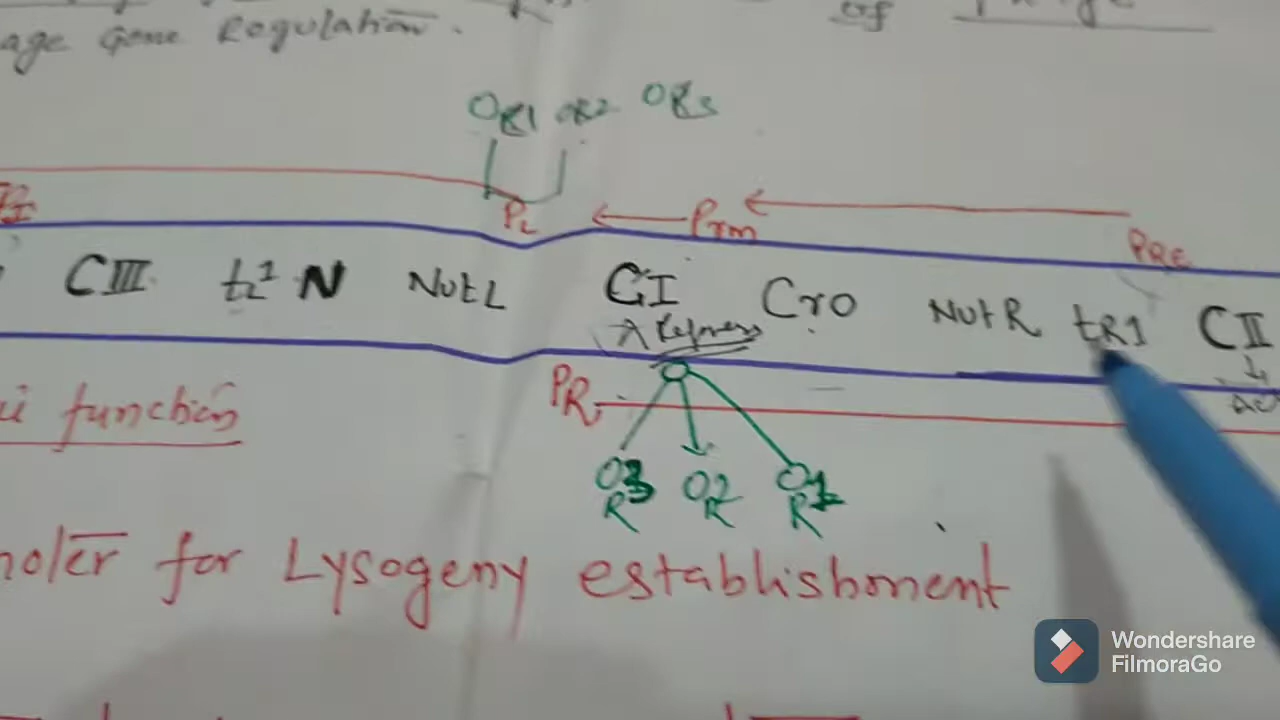 age Gene Regulation.
of
OR1 OR2 OR3
PL
Prm
PRE
CIII tL1 N NutL CI Cro NutR tR1 CII
λ Repress
PR
function
O3 R O2 R O1 R
for Lysogeny establishment
Wondershare
FilmoraGo